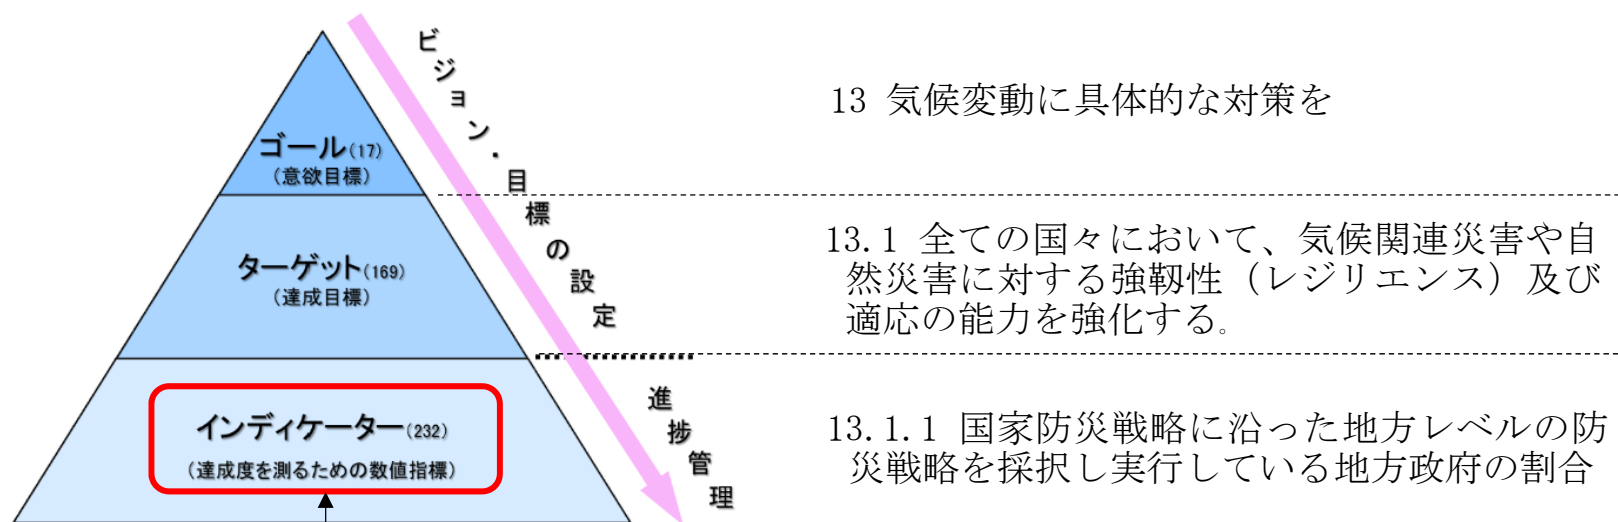 ゴール(17)
(意欲目標)
ターゲット(169)
(達成目標)
インディケーター(232)
(達成度を測るための数値指標)
ビジョン・目標の設定
進捗管理
13 気候変動に具体的な対策を
13.1 全ての国々において、気候関連災害や自
然災害に対する強靱性（レジリエンス）及び
適応の能力を強化する。
13.1.1 国家防災戦略に沿った地方レベルの防
災戦略を採択し実行している地方政府の割合